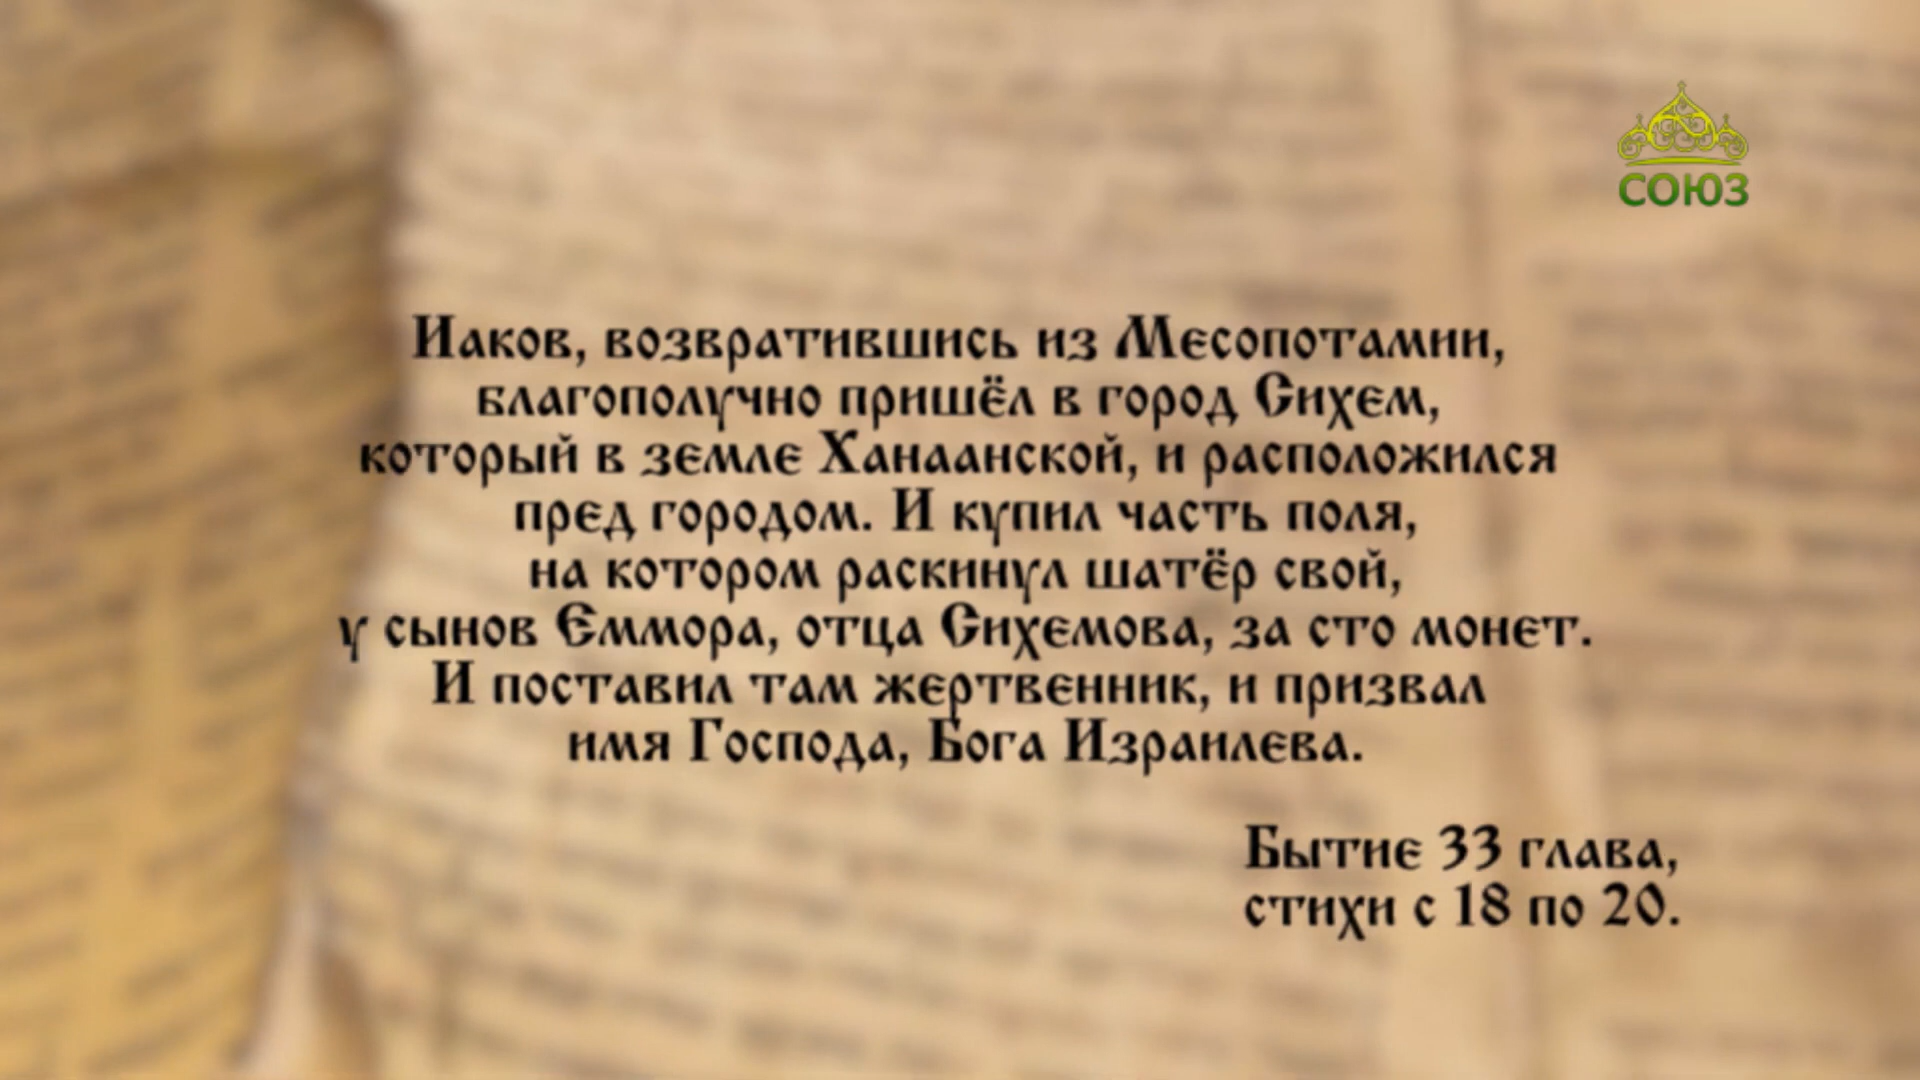 СОЮЗ
Иаков, возвратившись из Месопотамии,
благополучно пришёл в город Сихем,
который в земле Ханаанской, и расположился
пред городом. И купил часть поля,
на котором раскинул шатёр свой,
у сынов Еммора, отца Сихемова, за сто монет.
И поставил там жертвенник, и призвал
имя Господа, Бога Израилева.
Бытие 33 глава,
стихи с 18 по 20.